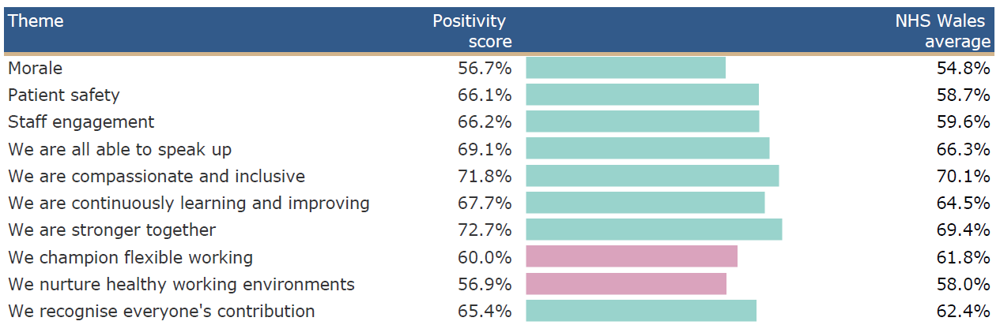 Theme Positivity score NHS Wales average
Morale 56.7% 54.8%
Patient safety 66.1% 58.7%
Staff engagement 66.2% 59.6%
We are all able to speak up 69.1% 66.3%
We are compassionate and inclusive 71.8% 70.1%
We are continuously learning and improving 67.7% 64.5%
We are stronger together 72.7% 69.4%
We champion flexible working 60.0% 61.8%
We nurture healthy working environments 56.9% 58.0%
We recognise everyone's contribution 65.4% 62.4%